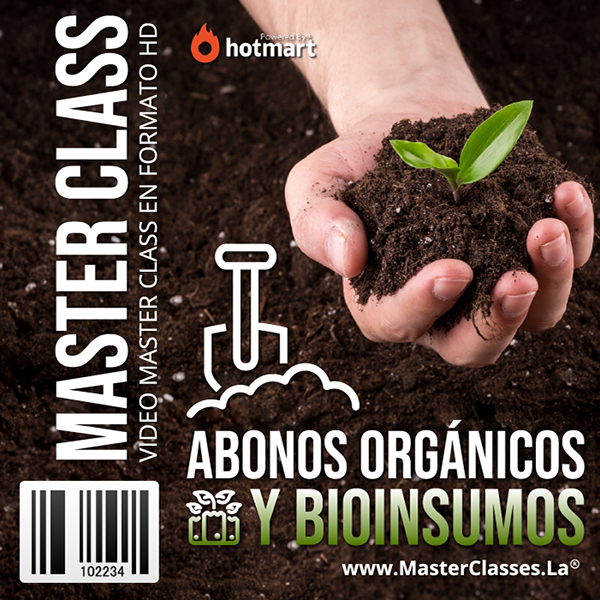 MASTER CLASS
VIDEO MASTER CLASS EN FORMATO HD
Powered By
hotmart
ABONOS ORGÁNICOS
Y BIOINSUMOS
102234
www.MasterClasses.La®